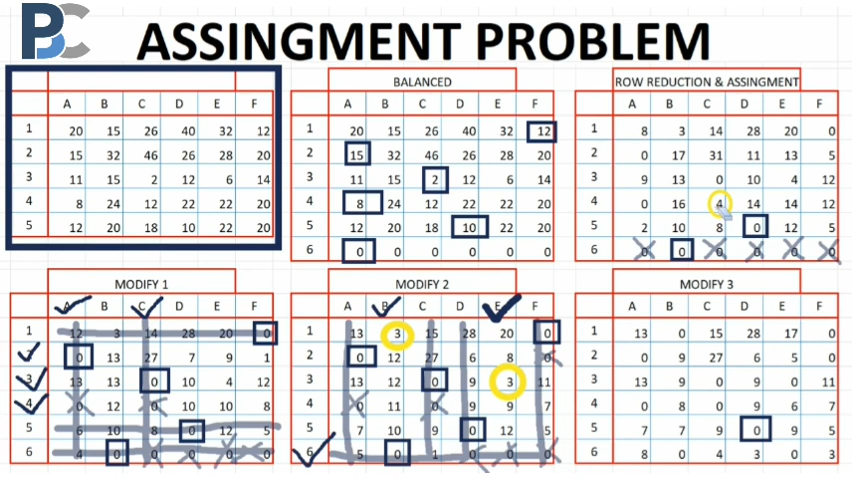 PBC
ASSINGMENT PROBLEM
A B C D E F
1 20 15 26 40 32 12
2 15 32 46 26 28 20
3 11 15 2 12 6 14
4 8 24 12 22 22 20
5 12 20 18 10 22 20
BALANCED
A B C D E F
1 20 15 26 40 32 12
2 15 32 46 26 28 20
3 11 15 2 12 6 14
4 8 24 12 22 22 20
5 12 20 18 10 22 20
6 0 0 0 0 0 0
ROW REDUCTION & ASSINGMENT
A B C D E F
1 8 3 14 28 20 0
2 0 17 31 11 13 5
3 9 13 0 10 4 12
4 0 16 4 14 14 12
5 2 10 8 0 12 5
6 0 0 0 0 0 0
MODIFY 1
A B C D E F
1 12 3 14 28 20 0
2 0 13 27 7 9 1
3 13 13 0 10 4 12
4 0 12 0 10 10 8
5 6 10 8 0 12 5
6 4 0 0 0 0 0
MODIFY 2
A B C D E F
1 13 3 15 28 20 0
2 0 12 27 6 8 0
3 13 12 0 9 3 11
4 0 11 0 9 9 7
5 7 10 9 0 12 5
6 5 0 1 0 0 0
MODIFY 3
A B C D E F
1 13 0 15 28 17 0
2 0 9 27 6 5 0
3 13 9 0 9 0 11
4 0 8 0 9 6 7
5 7 7 9 0 9 5
6 8 0 4 3 0 3